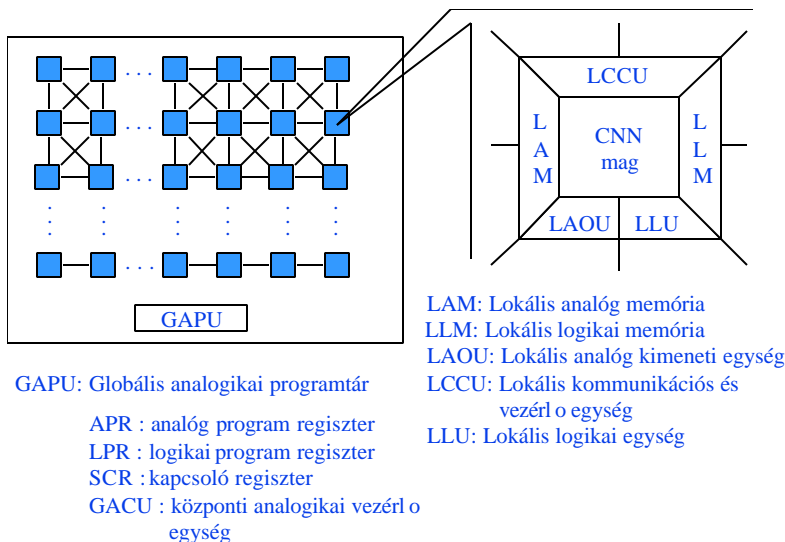 LCCU
L
A
M
CNN
mag
L
L
M
LAOU LLU
. . .
. . .
. . .
. . .
GAPU
LAM: Lokális analóg memória
LLM: Lokális logikai memória
LAOU: Lokális analóg kimeneti egység
LCCU: Lokális kommunikációs és
vezérl o egység
LLU: Lokális logikai egység
GAPU: Globális analogikai programtár
APR : analóg program regiszter
LPR : logikai program regiszter
SCR : kapcsoló regiszter
GACU : központi analogikai vezérl o
egység